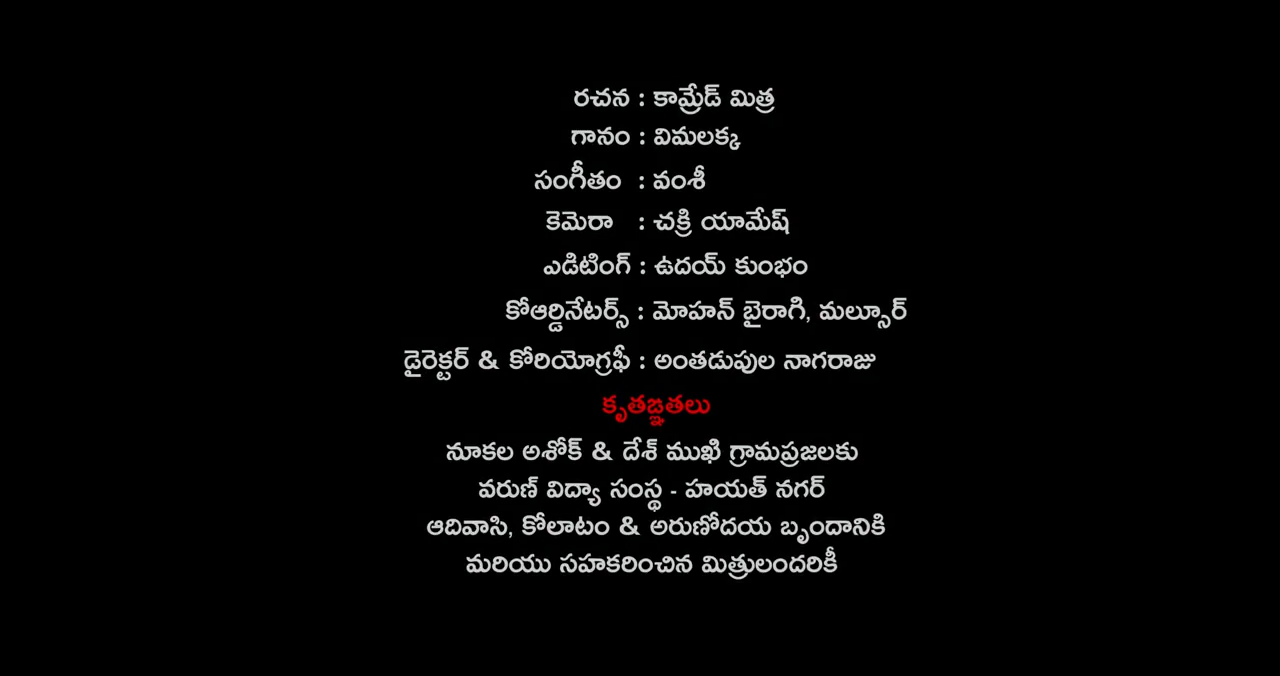 రచన : కామ్రేడ్ మిత్ర
గానం : విమలక్క
సంగీతం : వంశీ
కెమెరా : చక్రి యామేష్
ఎడిటింగ్ : ఉదయ్ కుంభం
కోఆర్డినేటర్స్ : మోహన్ బైరాగి, మల్సూర్
డైరెక్టర్ & కోరియోగ్రఫీ : అంతడుపుల నాగరాజు
కృతజ్ఞతలు
నూకల అశోక్ & దేశ్ ముఖి గ్రామప్రజలకు
వరుణ్ విద్యా సంస్థ - హయత్ నగర్
ఆదివాసి, కోలాటం & అరుణోదయ బృందానికి
మరియు సహకరించిన మిత్రులందరికీ